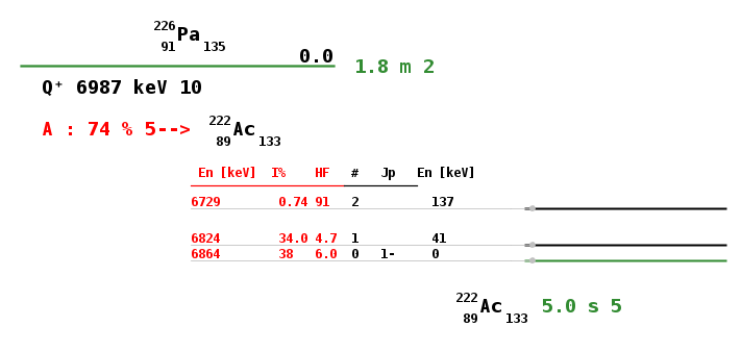 226
91 Pa 135
0.0
1.8 m 2
Q⁺ 6987 keV 10
A : 74 % 5--> 222 89 Ac 133
En [keV] I% HF # Jp En [keV]
6729 0.74 91 2 137
6824 34.0 4.7 1 41
6864 38 6.0 0 1- 0
222 89 Ac 133 5.0 s 5